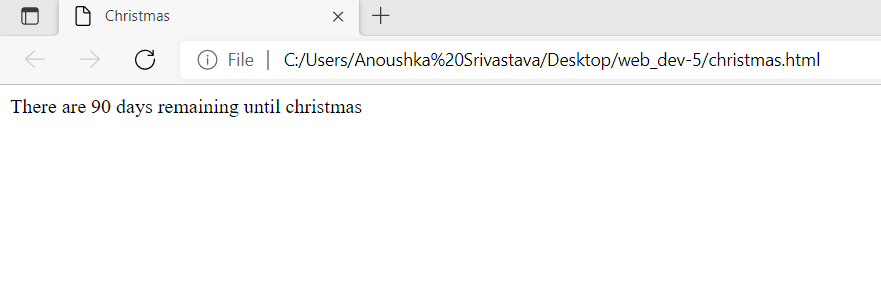 Christmas
File | C:/Users/Anoushka%20Srivastava/Desktop/web_dev-5/christmas.html
There are 90 days remaining until christmas